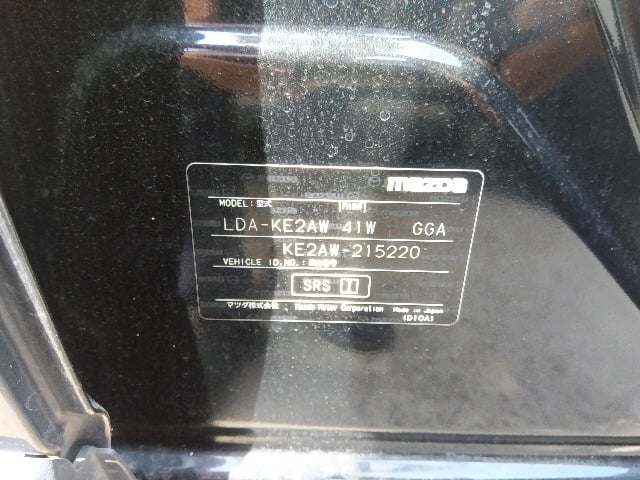 mazda
MODEL:型式
LDA-KE2AW 41W GGA
KE2AW-215220
VEHICLE ID.NO.:
SRS
マツダ株式会社 Mazda Motor Corporation Made in Japan
(D10A)